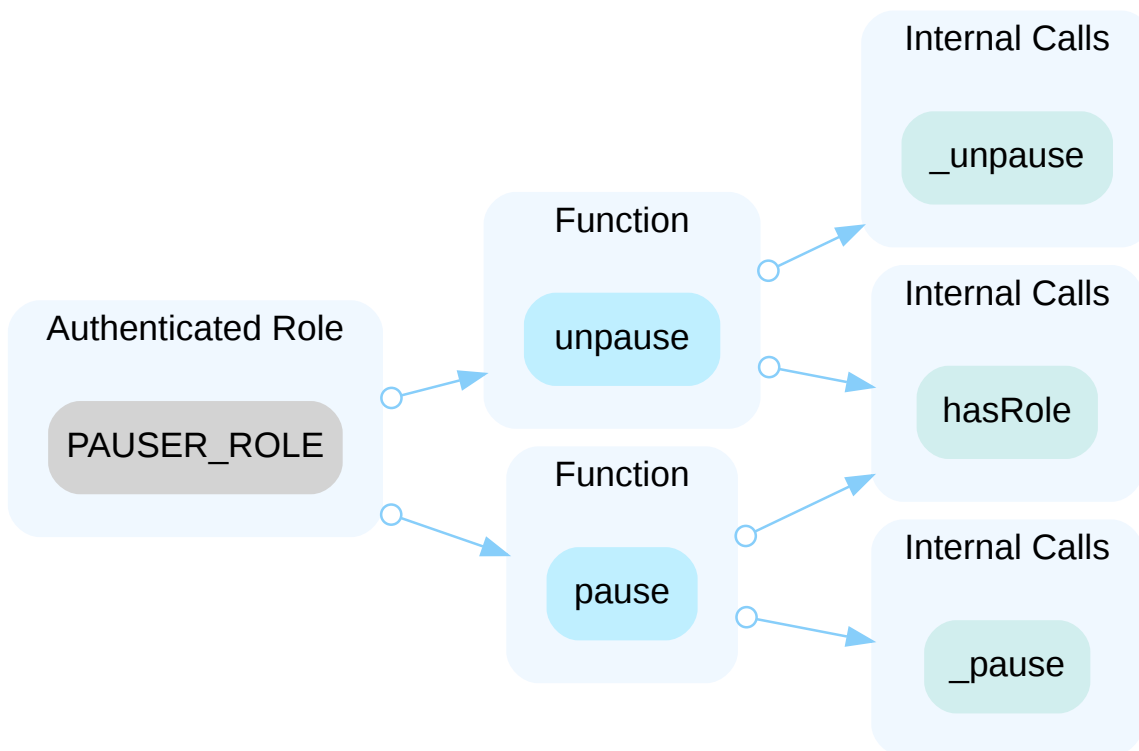 Authenticated Role
PAUSER_ROLE
Function
unpause
Function
pause
Internal Calls
_unpause
Internal Calls
hasRole
Internal Calls
_pause